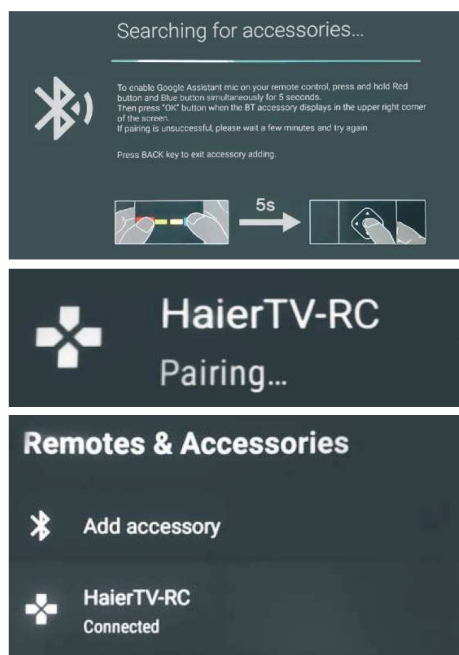 Searching for accessories...
To enable Google Assistant mic on your remote control, press and hold Red
button and Blue button simultaneously for 5 seconds.
Then press "OK" button when the BT accessory displays in the upper right corner
of the screen.
If pairing is unsuccessful, please wait a few minutes and try again
Press BACK key to exit accessory adding.
5s
HaierTV-RC
Pairing...
Remotes & Accessories
Add accessory
HaierTV-RC
Connected